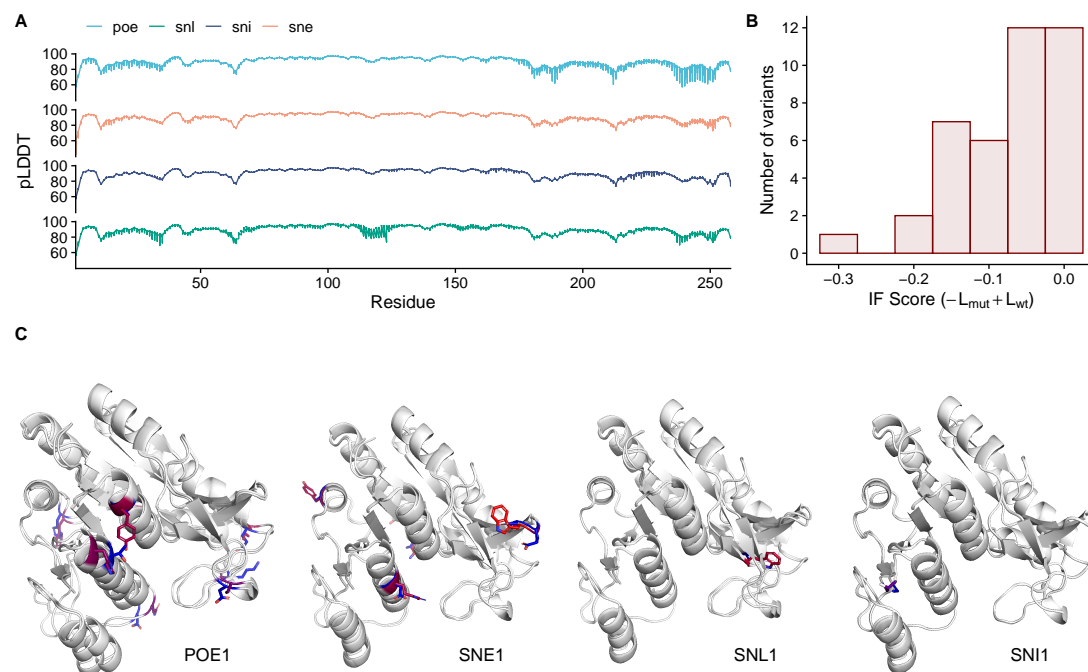 A
poe snl sni sne
pLDDT
100
80
60
100
80
60
100
80
60
100
80
60
50 100 150 200 250
Residue
B
Number of variants
12
10
8
6
4
2
0
−0.3 −0.2 −0.1 0.0
IF Score (−Lmut+Lwt)
C
POE1 SNE1 SNL1 SNI1